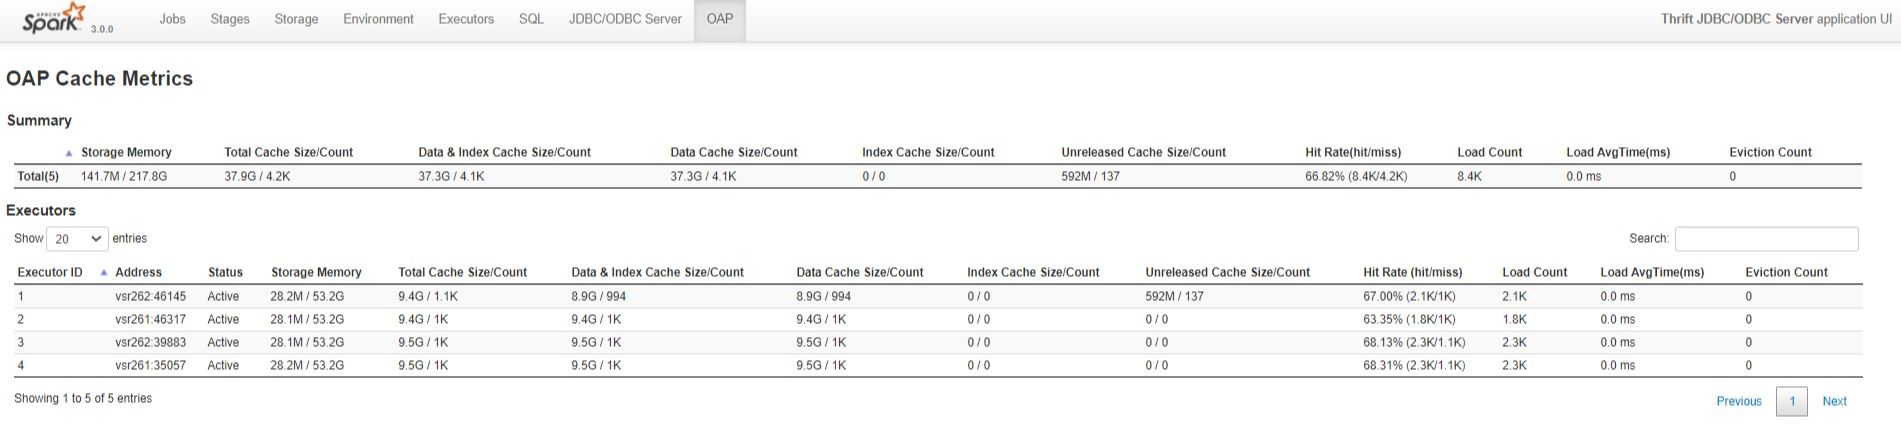 APACHE Spark 3.0.0 Jobs Stages Storage Environment Executors SQL JDBC/ODBC Server OAP Thrift JDBC/ODBC Server application UI
OAP Cache Metrics
Summary
Storage Memory Total Cache Size/Count Data & Index Cache Size/Count Data Cache Size/Count Index Cache Size/Count Unreleased Cache Size/Count Hit Rate(hit/miss) Load Count Load AvgTime(ms) Eviction Count
Total(5) 141.7M / 217.8G 37.9G / 4.2K 37.3G / 4.1K 37.3G / 4.1K 0 / 0 592M / 137 66.82% (8.4K/4.2K) 8.4K 0.0 ms 0
Executors
Show 20 entries Search:
Executor ID Address Status Storage Memory Total Cache Size/Count Data & Index Cache Size/Count Data Cache Size/Count Index Cache Size/Count Unreleased Cache Size/Count Hit Rate (hit/miss) Load Count Load AvgTime(ms) Eviction Count
1 vsr262:46145 Active 28.2M / 53.2G 9.4G / 1.1K 8.9G / 994 8.9G / 994 0 / 0 592M / 137 67.00% (2.1K/1K) 2.1K 0.0 ms 0
2 vsr261:46317 Active 28.1M / 53.2G 9.4G / 1K 9.4G / 1K 9.4G / 1K 0 / 0 0 / 0 63.35% (1.8K/1K) 1.8K 0.0 ms 0
3 vsr262:39883 Active 28.1M / 53.2G 9.5G / 1K 9.5G / 1K 9.5G / 1K 0 / 0 0 / 0 68.13% (2.3K/1.1K) 2.3K 0.0 ms 0
4 vsr261:35057 Active 28.2M / 53.2G 9.5G / 1K 9.5G / 1K 9.5G / 1K 0 / 0 0 / 0 68.31% (2.3K/1.1K) 2.3K 0.0 ms 0
Showing 1 to 5 of 5 entries Previous 1 Next